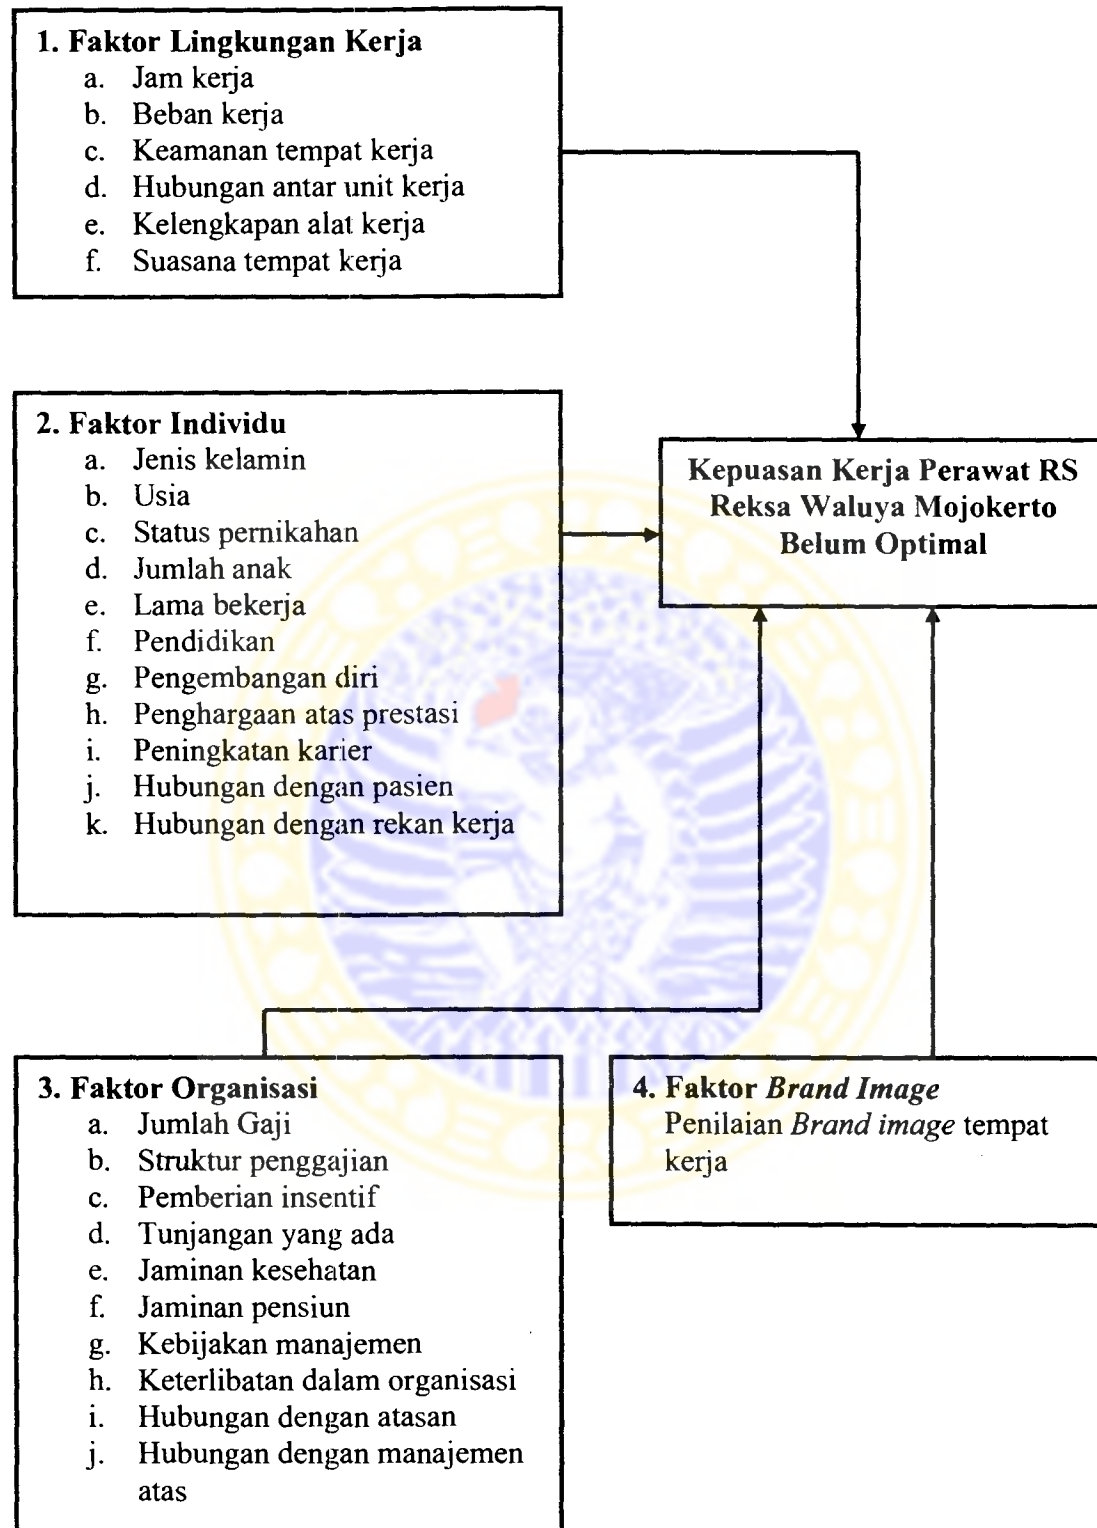 1. Faktor Lingkungan Kerja
a. Jam kerja
b. Beban kerja
c. Keamanan tempat kerja
d. Hubungan antar unit kerja
e. Kelengkapan alat kerja
f. Suasana tempat kerja
2. Faktor Individu
a. Jenis kelamin
b. Usia
c. Status pernikahan
d. Jumlah anak
e. Lama bekerja
f. Pendidikan
g. Pengembangan diri
h. Penghargaan atas prestasi
i. Peningkatan karier
j. Hubungan dengan pasien
k. Hubungan dengan rekan kerja
Kepuasan Kerja Perawat RS
Reksa Waluya Mojokerto
Belum Optimal
3. Faktor Organisasi
a. Jumlah Gaji
b. Struktur penggajian
c. Pemberian insentif
d. Tunjangan yang ada
e. Jaminan kesehatan
f. Jaminan pensiun
g. Kebijakan manajemen
h. Keterlibatan dalam organisasi
i. Hubungan dengan atasan
j. Hubungan dengan manajemen
atas
4. Faktor Brand Image
Penilaian Brand image tempat
kerja